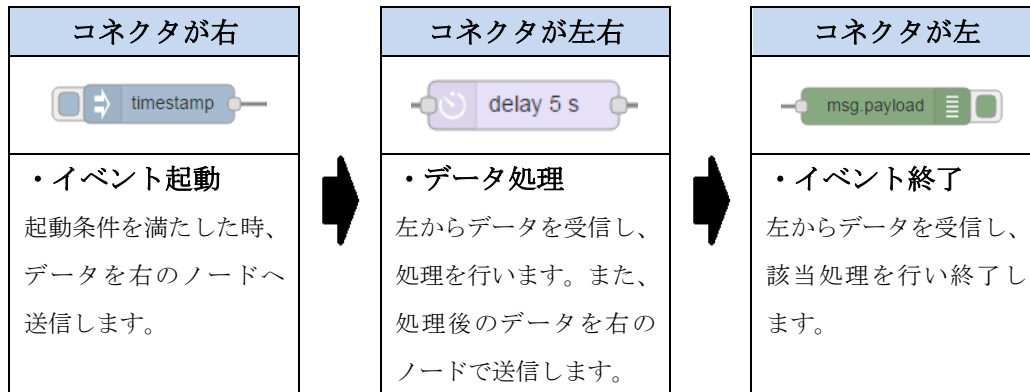 コネクタが右
timestamp
・イベント起動
起動条件を満たした時、
データを右のノードへ
送信します。
コネクタが左右
delay 5 s
・データ処理
左からデータを受信し、
処理を行います。また、
処理後のデータを右の
ノードで送信します。
コネクタが左
msg.payload
・イベント終了
左からデータを受信し、
該当処理を行い終了し
ます。